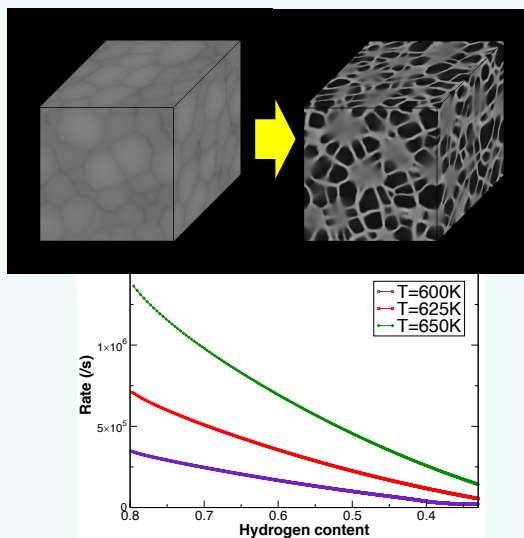 T=600K
T=625K
T=650K
1×10⁶
5×10⁵
0
Rate (/s)
0.8 0.7 0.6 0.5 0.4
Hydrogen content